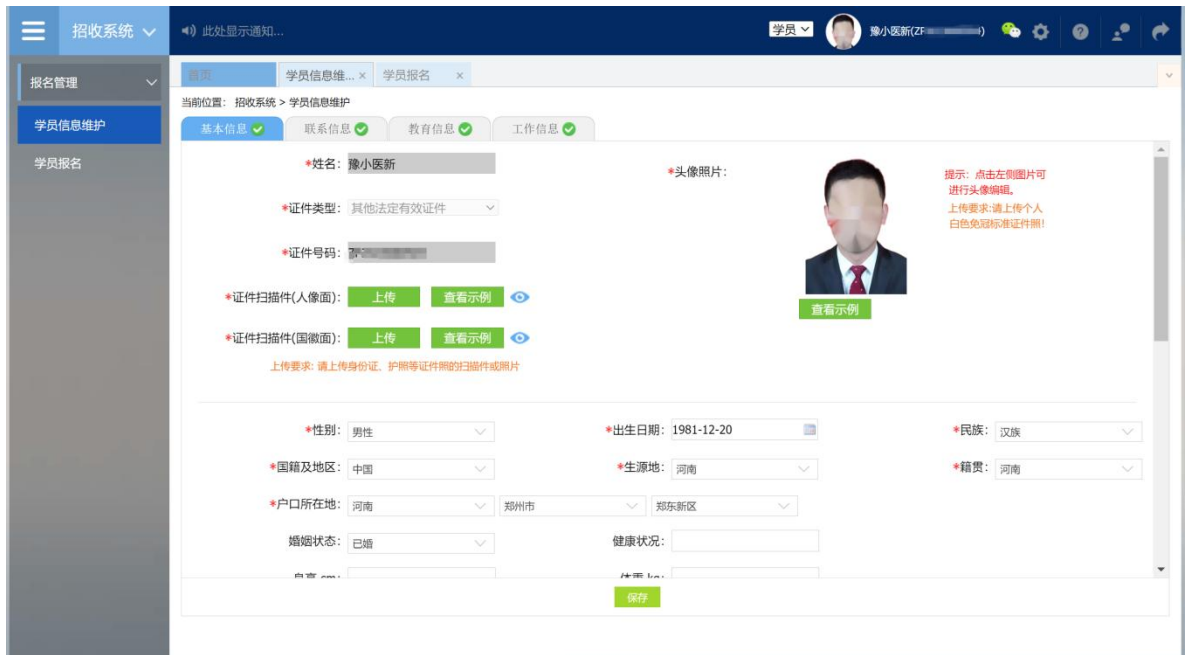 招收系统
此处显示通知...
学员
豫小医新(ZF
报名管理
学员信息维护
学员报名
首页
学员信息维... ×
学员报名 ×
当前位置: 招收系统 > 学员信息维护
基本信息
联系信息
教育信息
工作信息
*姓名: 豫小医新
*头像照片:
提示: 点击左侧图片可
进行头像编辑。
上传要求:请上传个人
白色免冠标准证件照!
查看示例
*证件类型: 其他法定有效证件
*证件号码:
*证件扫描件(人像面): 上传 查看示例
*证件扫描件(国徽面): 上传 查看示例
上传要求: 请上传身份证、护照等证件照的扫描件或照片
*性别: 男性 *出生日期: 1981-12-20 *民族: 汉族
*国籍及地区: 中国 *生源地: 河南 *籍贯: 河南
*户口所在地: 河南 郑州市 郑东新区
婚姻状态: 已婚 健康状况:
保存